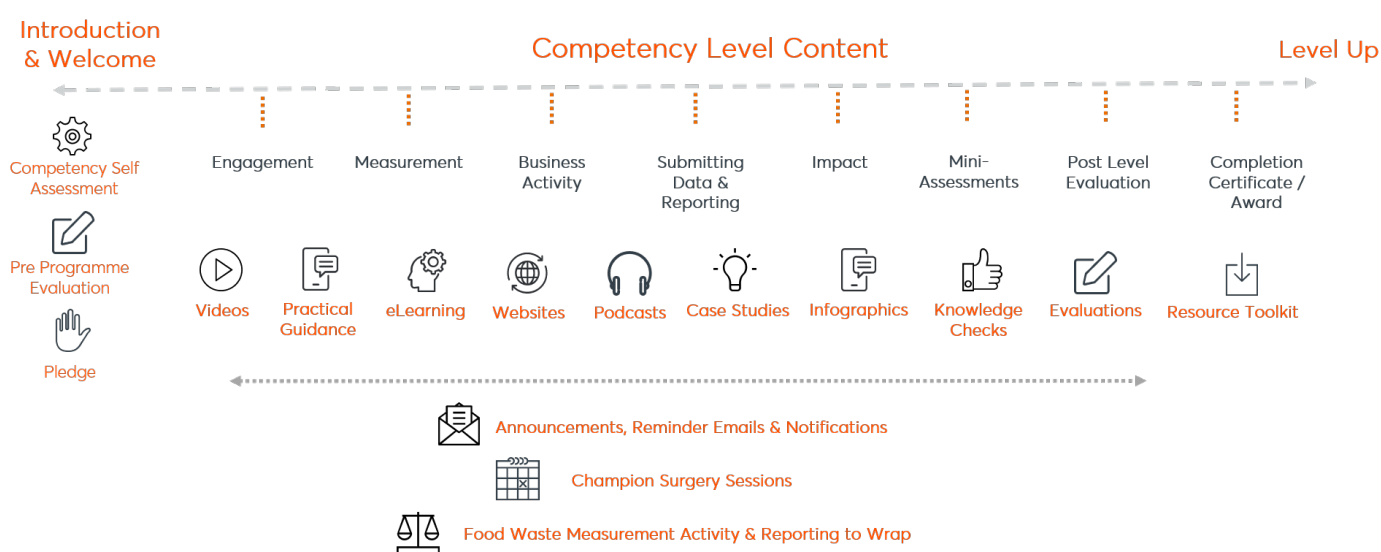 Introduction
& Welcome
Competency Level Content
Level Up
Competency Self
Assessment
Pre Programme
Evaluation
Pledge
Engagement
Measurement
Business
Activity
Submitting
Data &
Reporting
Impact
Mini-
Assessments
Post Level
Evaluation
Completion
Certificate /
Award
Videos
Practical
Guidance
eLearning
Websites
Podcasts
Case Studies
Infographics
Knowledge
Checks
Evaluations
Resource Toolkit
Announcements, Reminder Emails & Notifications
Champion Surgery Sessions
Food Waste Measurement Activity & Reporting to Wrap